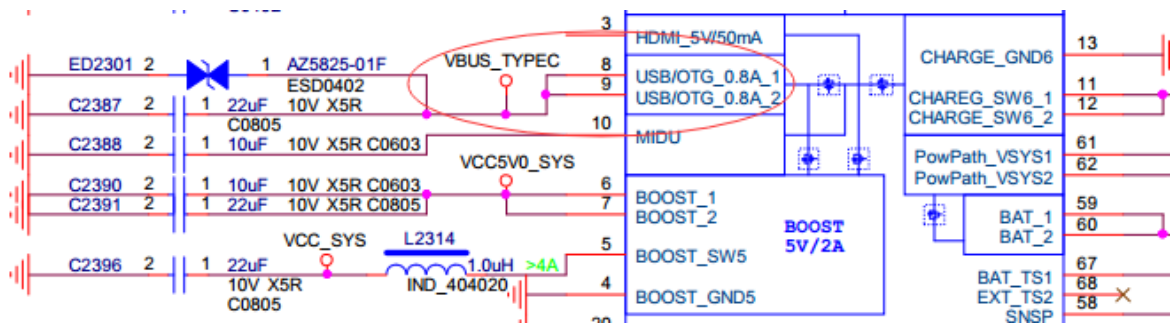 3
HDMI_5V/50mA
13
CHARGE_GND6
ED2301 2 1 AZ5825-01F
ESD0402
VBUS_TYPEC
8
USB/OTG_0.8A_1
9
USB/OTG_0.8A_2
11
CHAREG_SW6_1
12
CHARGE_SW6_2
C2387 2 1 22uF 10V X5R
C0805
10
MIDU
C2388 2 1 10uF 10V X5R C0603
VCC5V0_SYS
61
PowPath_VSYS1
62
PowPath_VSYS2
C2390 2 1 10uF 10V X5R C0603
6
BOOST_1
C2391 2 1 22uF 10V X5R C0805
7
BOOST_2
BOOST
5V/2A
59
BAT_1
60
BAT_2
VCC_SYS
L2314
5
BOOST_SW5
C2396 2 1 22uF
10V X5R
C0805
1.0uH >4A
IND_404020
4
BOOST_GND5
67
BAT_TS1
68
EXT_TS2
58
SNSP